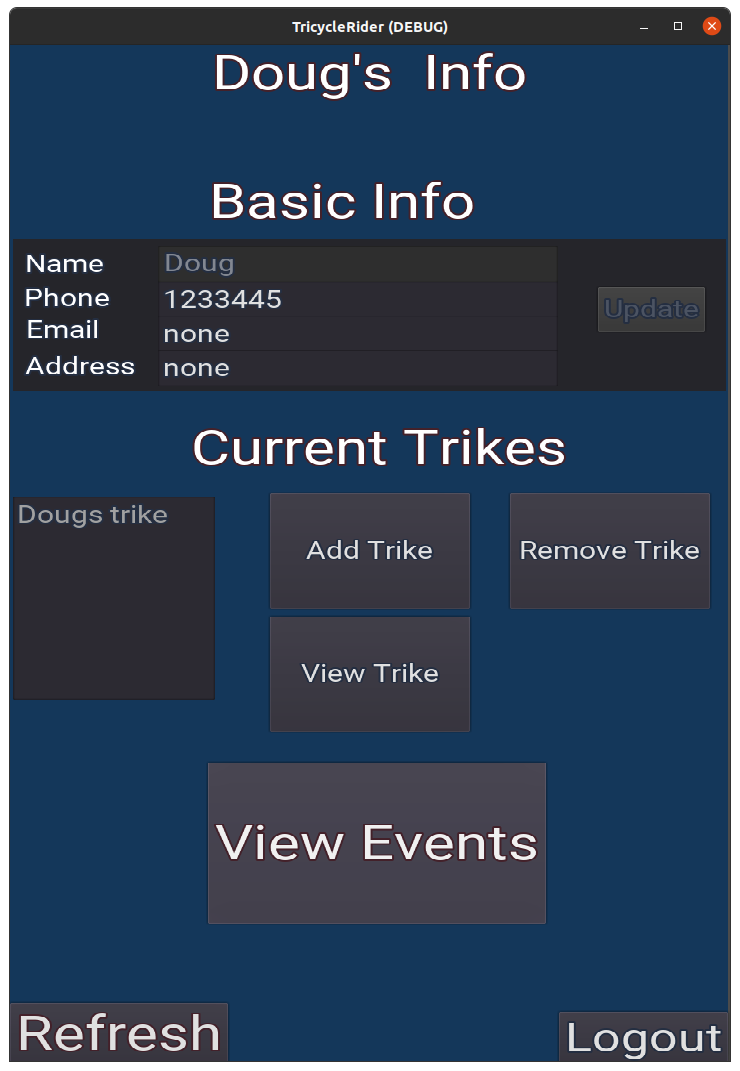 TricycleRider (DEBUG)
Doug's Info
Basic Info
Name Doug
Phone 1233445
Update
Email none
Address none
Current Trikes
Dougs trike
Add Trike
Remove Trike
View Trike
View Events
Refresh
Logout